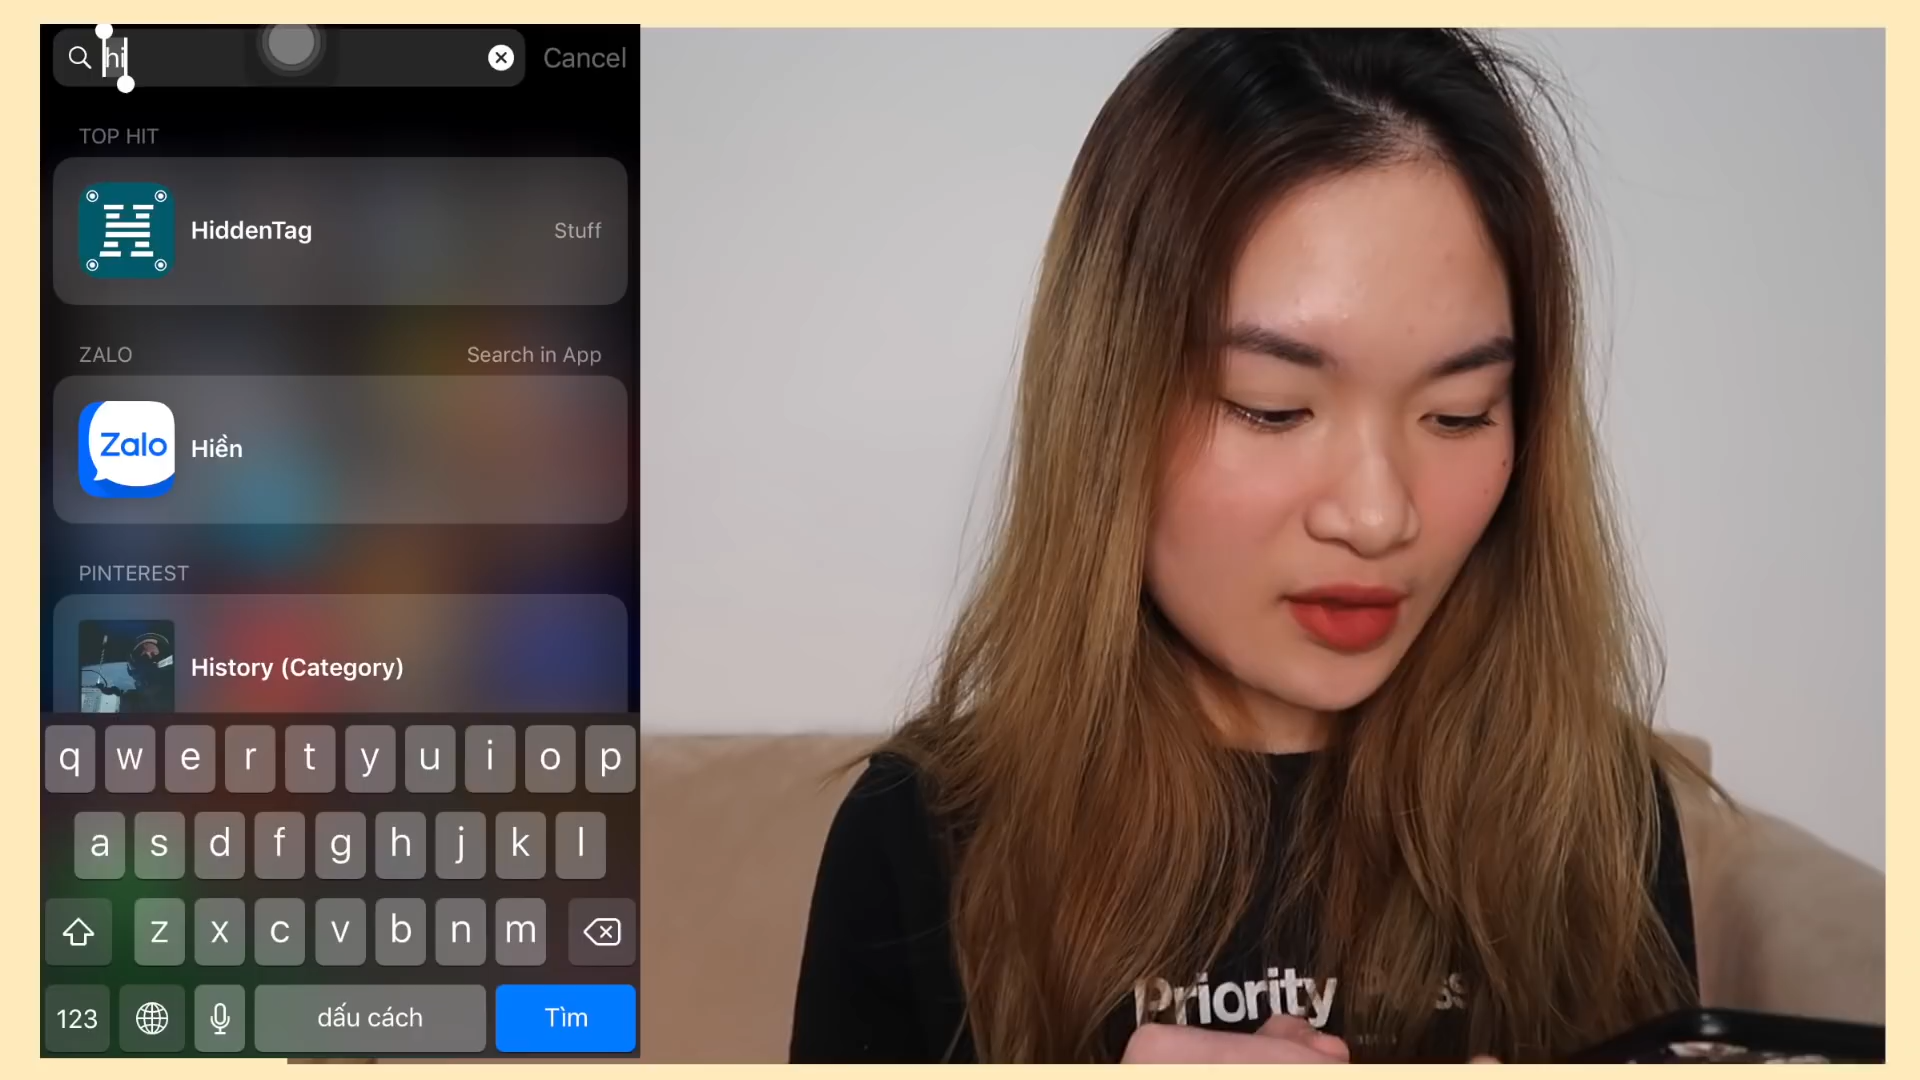 hi
Cancel
TOP HIT
HiddenTag
Stuff
ZALO
Search in App
Zalo
Hiền
PINTEREST
History (Category)
q w e r t y u i o p
a s d f g h j k l
z x c v b n m
123
dấu cách
Tìm
Priority